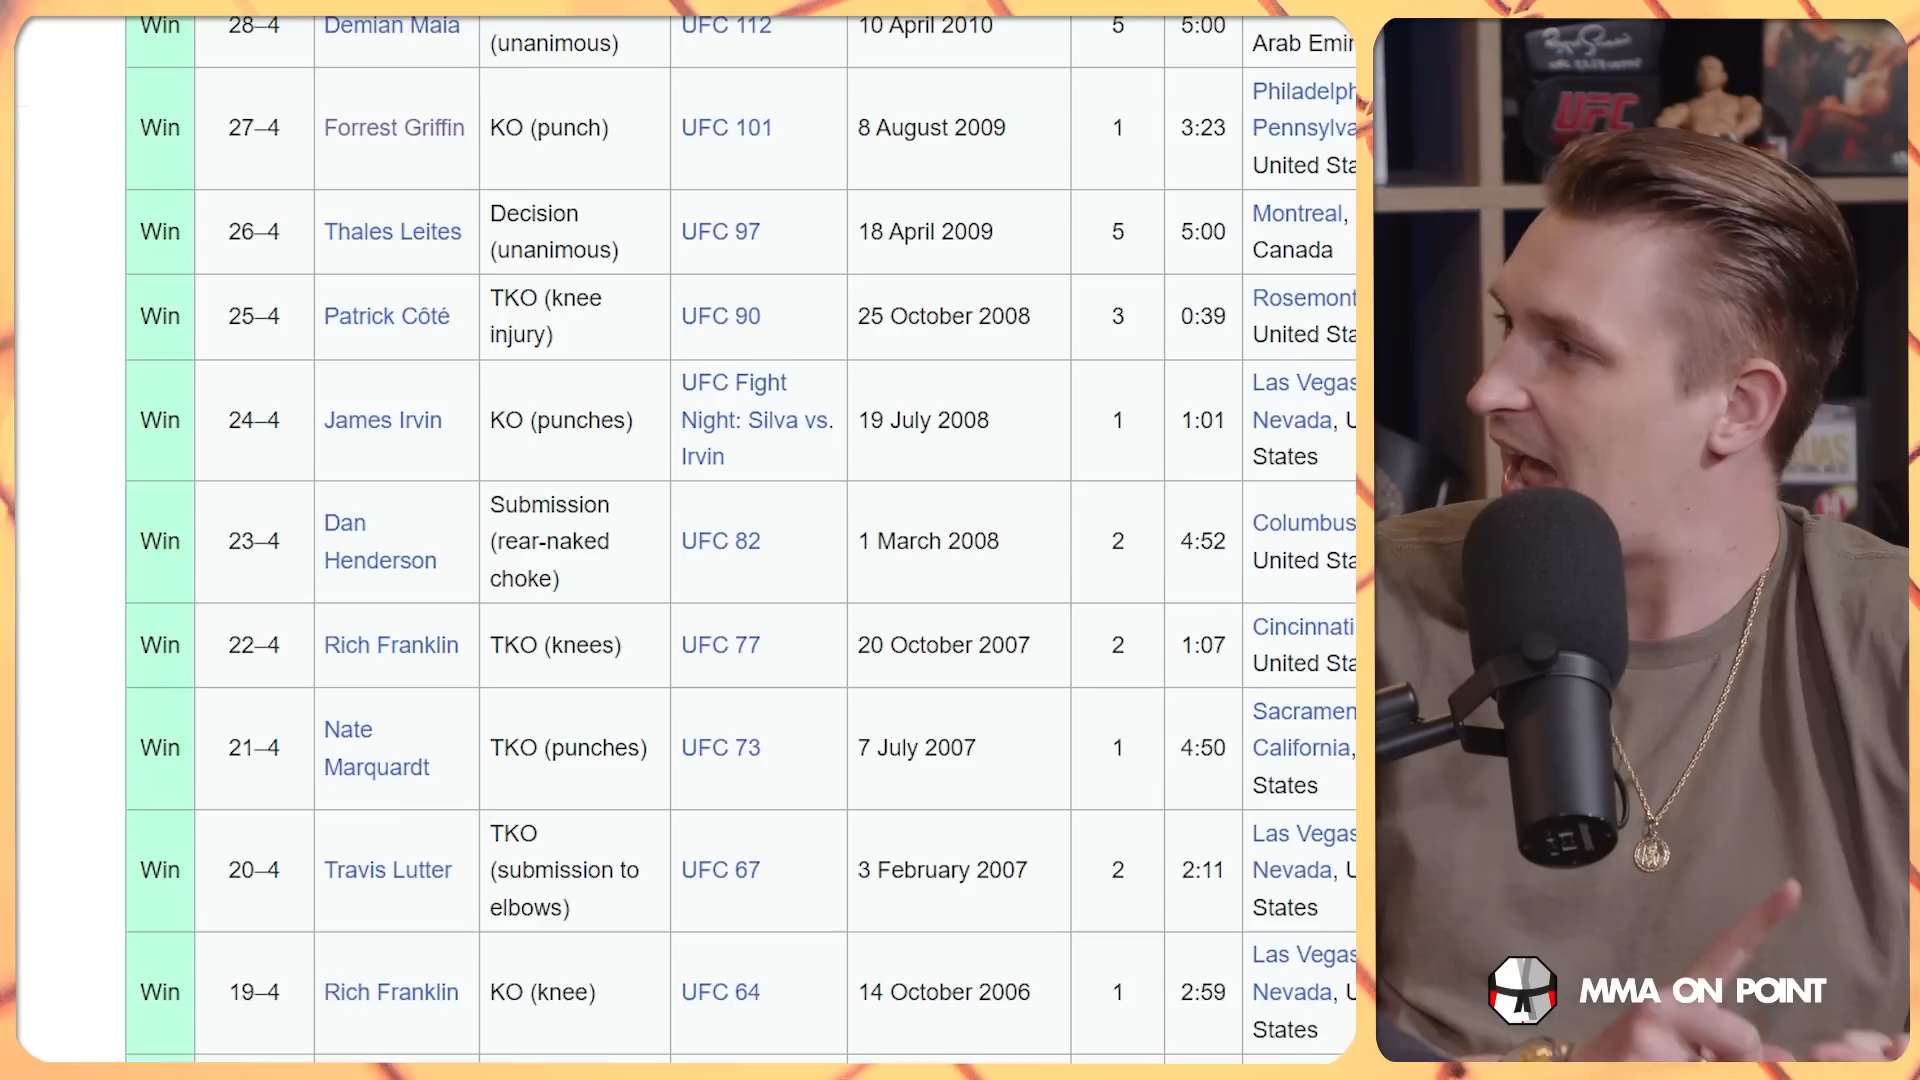 Win 28–4 Demian Maia (unanimous) UFC 112 10 April 2010 5 5:00 Arab Emir
Win 27–4 Forrest Griffin KO (punch) UFC 101 8 August 2009 1 3:23 Philadelph
Pennsylva
United Sta
Win 26–4 Thales Leites Decision
(unanimous) UFC 97 18 April 2009 5 5:00 Montreal,
Canada
Win 25–4 Patrick Côté TKO (knee
injury) UFC 90 25 October 2008 3 0:39 Rosemont
United Sta
Win 24–4 James Irvin KO (punches) UFC Fight
Night: Silva vs.
Irvin 19 July 2008 1 1:01 Las Vegas
Nevada, U
States
Win 23–4 Dan
Henderson Submission
(rear-naked
choke) UFC 82 1 March 2008 2 4:52 Columbus
United Sta
Win 22–4 Rich Franklin TKO (knees) UFC 77 20 October 2007 2 1:07 Cincinnati
United Sta
Win 21–4 Nate
Marquardt TKO (punches) UFC 73 7 July 2007 1 4:50 Sacramen
California,
States
Win 20–4 Travis Lutter TKO
(submission to
elbows) UFC 67 3 February 2007 2 2:11 Las Vegas
Nevada, U
States
Win 19–4 Rich Franklin KO (knee) UFC 64 14 October 2006 1 2:59 Las Vegas
Nevada, U
States
UFC
MMA ON POINT